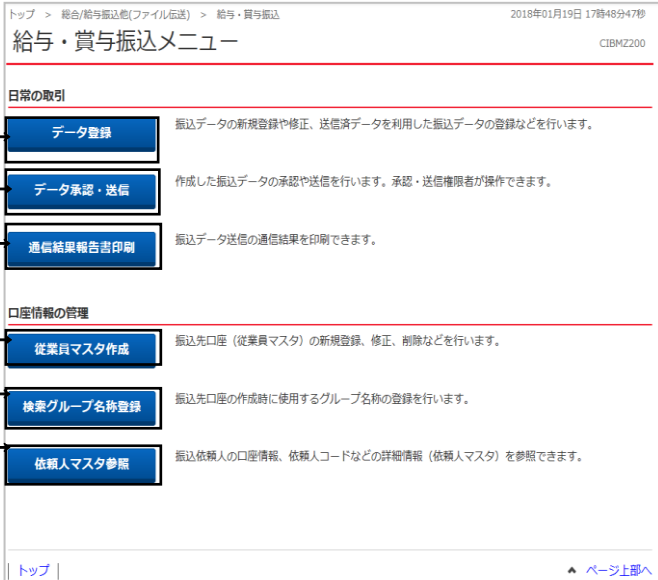 トップ > 総合/給与振込他(ファイル伝送) > 給与・賞与振込
2018年01月19日 17時48分47秒
給与・賞与振込メニュー
CIBMZ200
日常の取引
データ登録
振込データの新規登録や修正、送信済データを利用した振込データの登録などを行います。
データ承認・送信
作成した振込データの承認や送信を行います。承認・送信権限者が操作できます。
通信結果報告書印刷
振込データ送信の通信結果を印刷できます。
口座情報の管理
従業員マスタ作成
振込先口座（従業員マスタ）の新規登録、修正、削除などを行います。
検索グループ名称登録
振込先口座の作成時に使用するグループ名称の登録を行います。
依頼人マスタ参照
振込依頼人の口座情報、依頼人コードなどの詳細情報（依頼人マスタ）を参照できます。
| トップ |
ページ上部へ